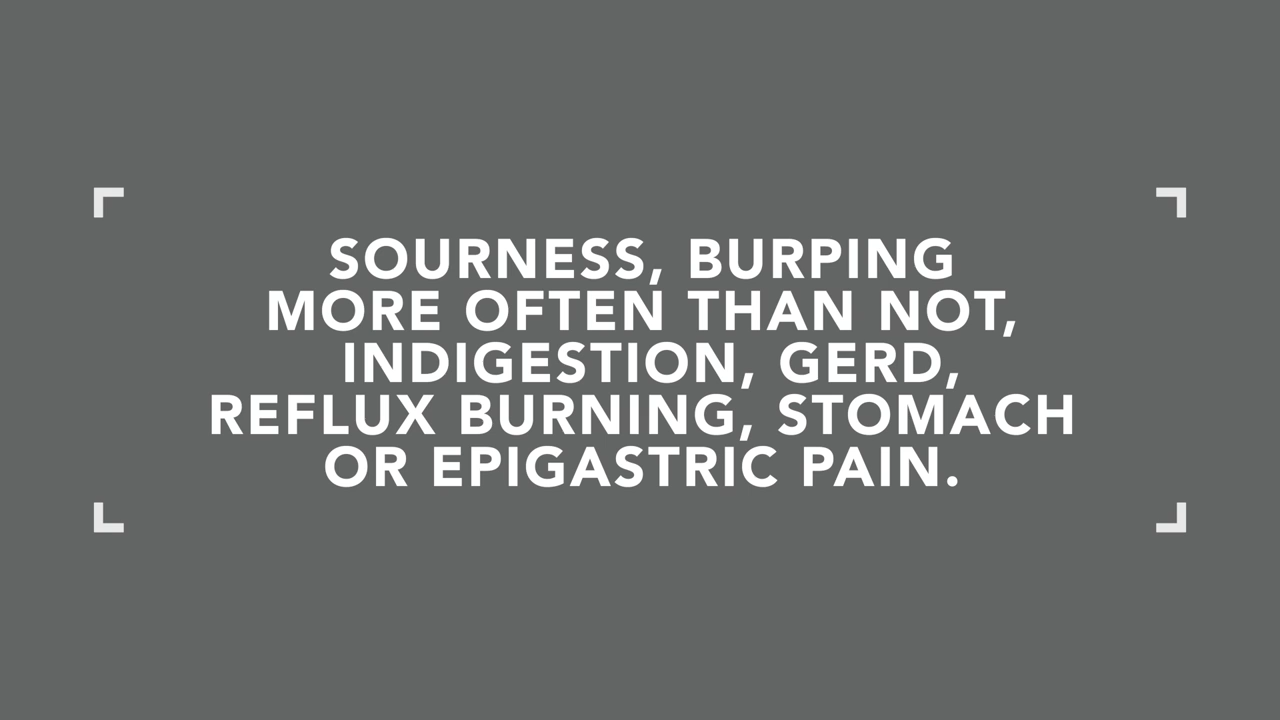 SOURNESS, BURPING
MORE OFTEN THAN NOT,
INDIGESTION, GERD,
REFLUX BURNING, STOMACH
OR EPIGASTRIC PAIN.